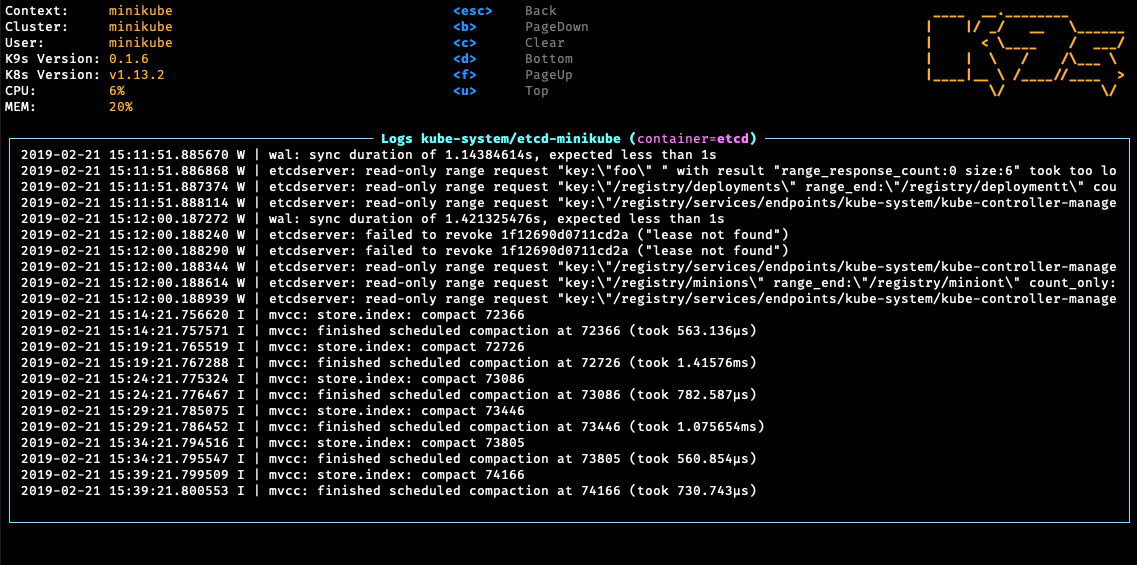 Context: minikube
Cluster: minikube
User: minikube
K9s Version: 0.1.6
K8s Version: v1.13.2
CPU: 6%
MEM: 20%
<esc> Back
<b> PageDown
<c> Clear
<d> Bottom
<f> PageUp
<u> Top
K9s
Logs kube-system/etcd-minikube (container=etcd)
2019-02-21 15:11:51.885670 W | wal: sync duration of 1.14384614s, expected less than 1s
2019-02-21 15:11:51.886868 W | etcdserver: read-only range request "key:\"foo\" " with result "range_response_count:0 size:6" took too lo
2019-02-21 15:11:51.887374 W | etcdserver: read-only range request "key:\"/registry/deployments\" range_end:\"/registry/deploymentt\" cou
2019-02-21 15:11:51.888114 W | etcdserver: read-only range request "key:\"/registry/services/endpoints/kube-system/kube-controller-manage
2019-02-21 15:12:00.187272 W | wal: sync duration of 1.421325476s, expected less than 1s
2019-02-21 15:12:00.188240 W | etcdserver: failed to revoke 1f12690d0711cd2a ("lease not found")
2019-02-21 15:12:00.188290 W | etcdserver: failed to revoke 1f12690d0711cd2a ("lease not found")
2019-02-21 15:12:00.188344 W | etcdserver: read-only range request "key:\"/registry/services/endpoints/kube-system/kube-controller-manage
2019-02-21 15:12:00.188614 W | etcdserver: read-only range request "key:\"/registry/minions\" range_end:\"/registry/miniont\" count_only:
2019-02-21 15:12:00.188939 W | etcdserver: read-only range request "key:\"/registry/services/endpoints/kube-system/kube-controller-manage
2019-02-21 15:14:21.756620 I | mvcc: store.index: compact 72366
2019-02-21 15:14:21.757571 I | mvcc: finished scheduled compaction at 72366 (took 563.136µs)
2019-02-21 15:19:21.765519 I | mvcc: store.index: compact 72726
2019-02-21 15:19:21.767288 I | mvcc: finished scheduled compaction at 72726 (took 1.41576ms)
2019-02-21 15:24:21.775324 I | mvcc: store.index: compact 73086
2019-02-21 15:24:21.776467 I | mvcc: finished scheduled compaction at 73086 (took 782.587µs)
2019-02-21 15:29:21.785075 I | mvcc: store.index: compact 73446
2019-02-21 15:29:21.786452 I | mvcc: finished scheduled compaction at 73446 (took 1.075654ms)
2019-02-21 15:34:21.794516 I | mvcc: store.index: compact 73805
2019-02-21 15:34:21.795547 I | mvcc: finished scheduled compaction at 73805 (took 560.854µs)
2019-02-21 15:39:21.799509 I | mvcc: store.index: compact 74166
2019-02-21 15:39:21.800553 I | mvcc: finished scheduled compaction at 74166 (took 730.743µs)